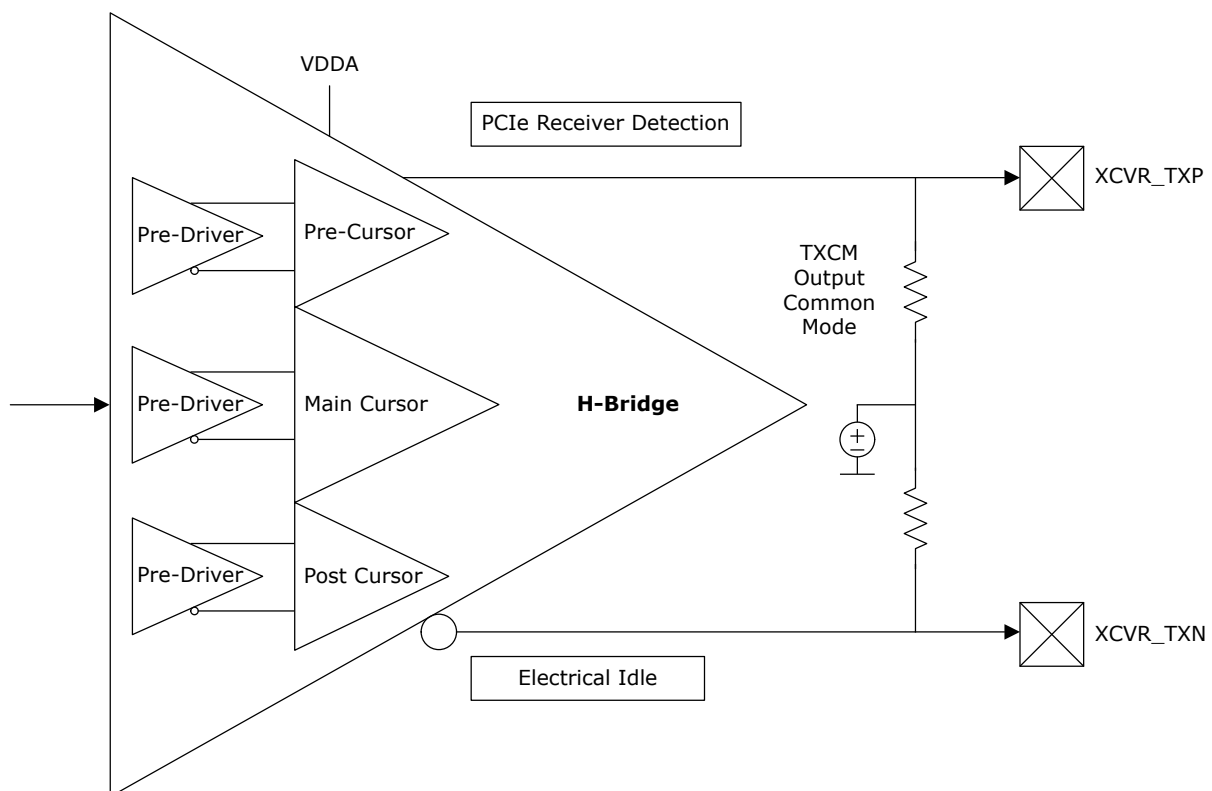 VDDA
PCIe Receiver Detection
XCVR_TXP
Pre-Driver
Pre-Cursor
TXCM
Output
Common
Mode
Pre-Driver
Main Cursor
H-Bridge
Pre-Driver
Post Cursor
XCVR_TXN
Electrical Idle